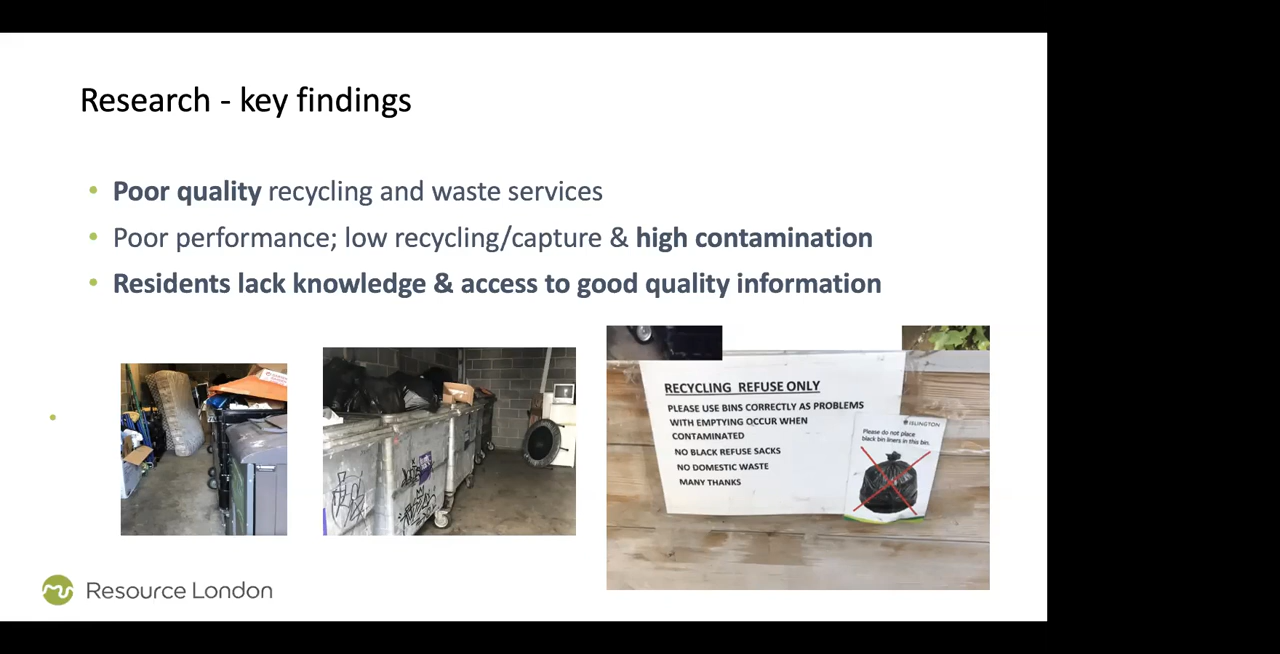 Research - key findings
Poor quality recycling and waste services
Poor performance; low recycling/capture & high contamination
Residents lack knowledge & access to good quality information
RECYCLING REFUSE ONLY
PLEASE USE BINS CORRECTLY AS PROBLEMS
WITH EMPTYING OCCUR WHEN
CONTAMINATED
NO BLACK REFUSE SACKS
NO DOMESTIC WASTE
MANY THANKS
ISLINGTON
Please do not place
black bin liners in this bin.
Resource London